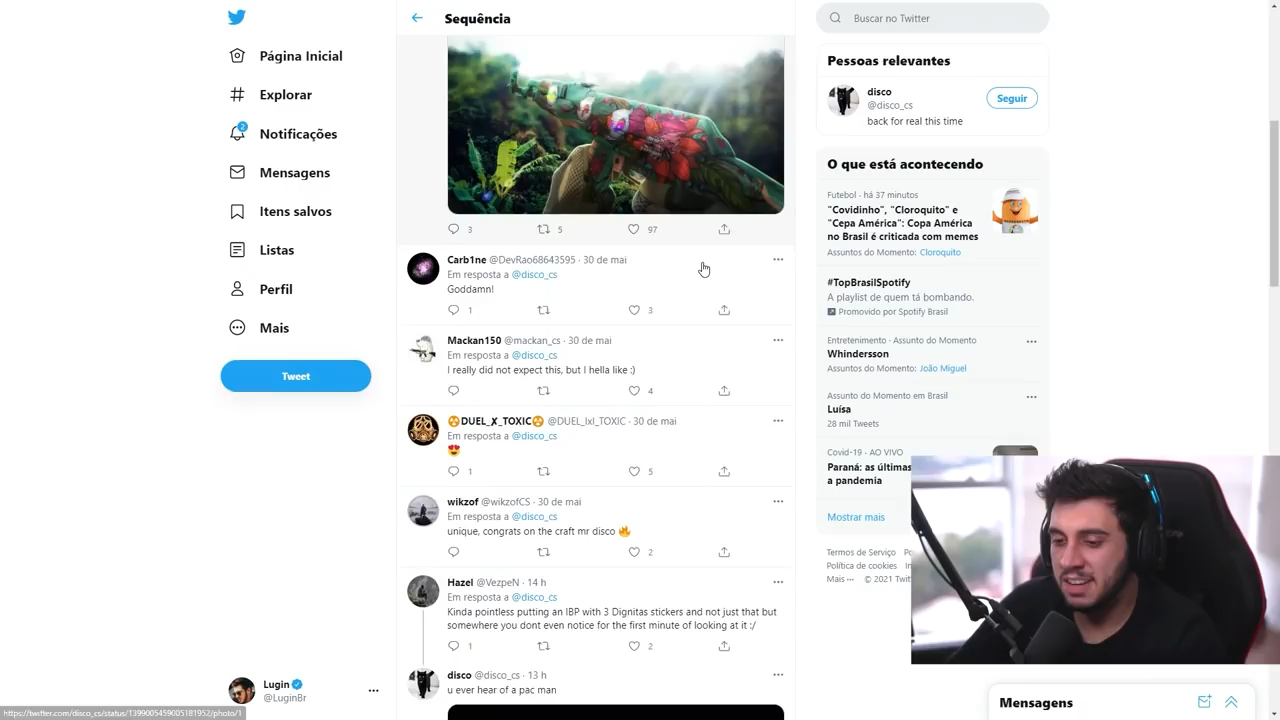 Página Inicial
Explorar
2
Notificações
Mensagens
Itens salvos
Listas
Perfil
Mais
Tweet
Lugin
@LuginBr
https://twitter.com/disco_cs/status/1399005459005181952/photo/1
Sequência
3 5 97
Carb1ne @DevRao68643595 · 30 de mai
Em resposta a @disco_cs
Goddamn!
1 3
Mackan150 @mackan_cs · 30 de mai
Em resposta a @disco_cs
I really did not expect this, but I hella like :)
4
☢DUEL_✘_TOXIC☢ @DUEL_IxI_TOXIC · 30 de mai
Em resposta a @disco_cs
😍
1 5
wikzof @wikzofCS · 30 de mai
Em resposta a @disco_cs
unique, congrats on the craft mr disco 🔥
2
Hazel @VezpeN · 14 h
Em resposta a @disco_cs
Kinda pointless putting an IBP with 3 Dignitas stickers and not just that but
somewhere you dont even notice for the first minute of looking at it :/
1 2
disco @disco_cs · 13 h
u ever hear of a pac man
Buscar no Twitter
Pessoas relevantes
disco
@disco_cs
Seguir
back for real this time
O que está acontecendo
Futebol · há 37 minutos
"Covidinho", "Cloroquito" e
"Cepa América": Copa América
no Brasil é criticada com memes
Assuntos do Momento: Cloroquito
#TopBrasilSpotify
A playlist de quem tá bombando.
Promovido por Spotify Brasil
Entretenimento · Assunto do Momento
Whindersson
Assuntos do Momento: João Miguel
Assunto do Momento em Brasil
Luísa
28 mil Tweets
Covid-19 · AO VIVO
Paraná: as últimas
a pandemia
Mostrar mais
Termos de Serviço
Política de cookies
Mais ··· © 2021 Twit
Mensagens